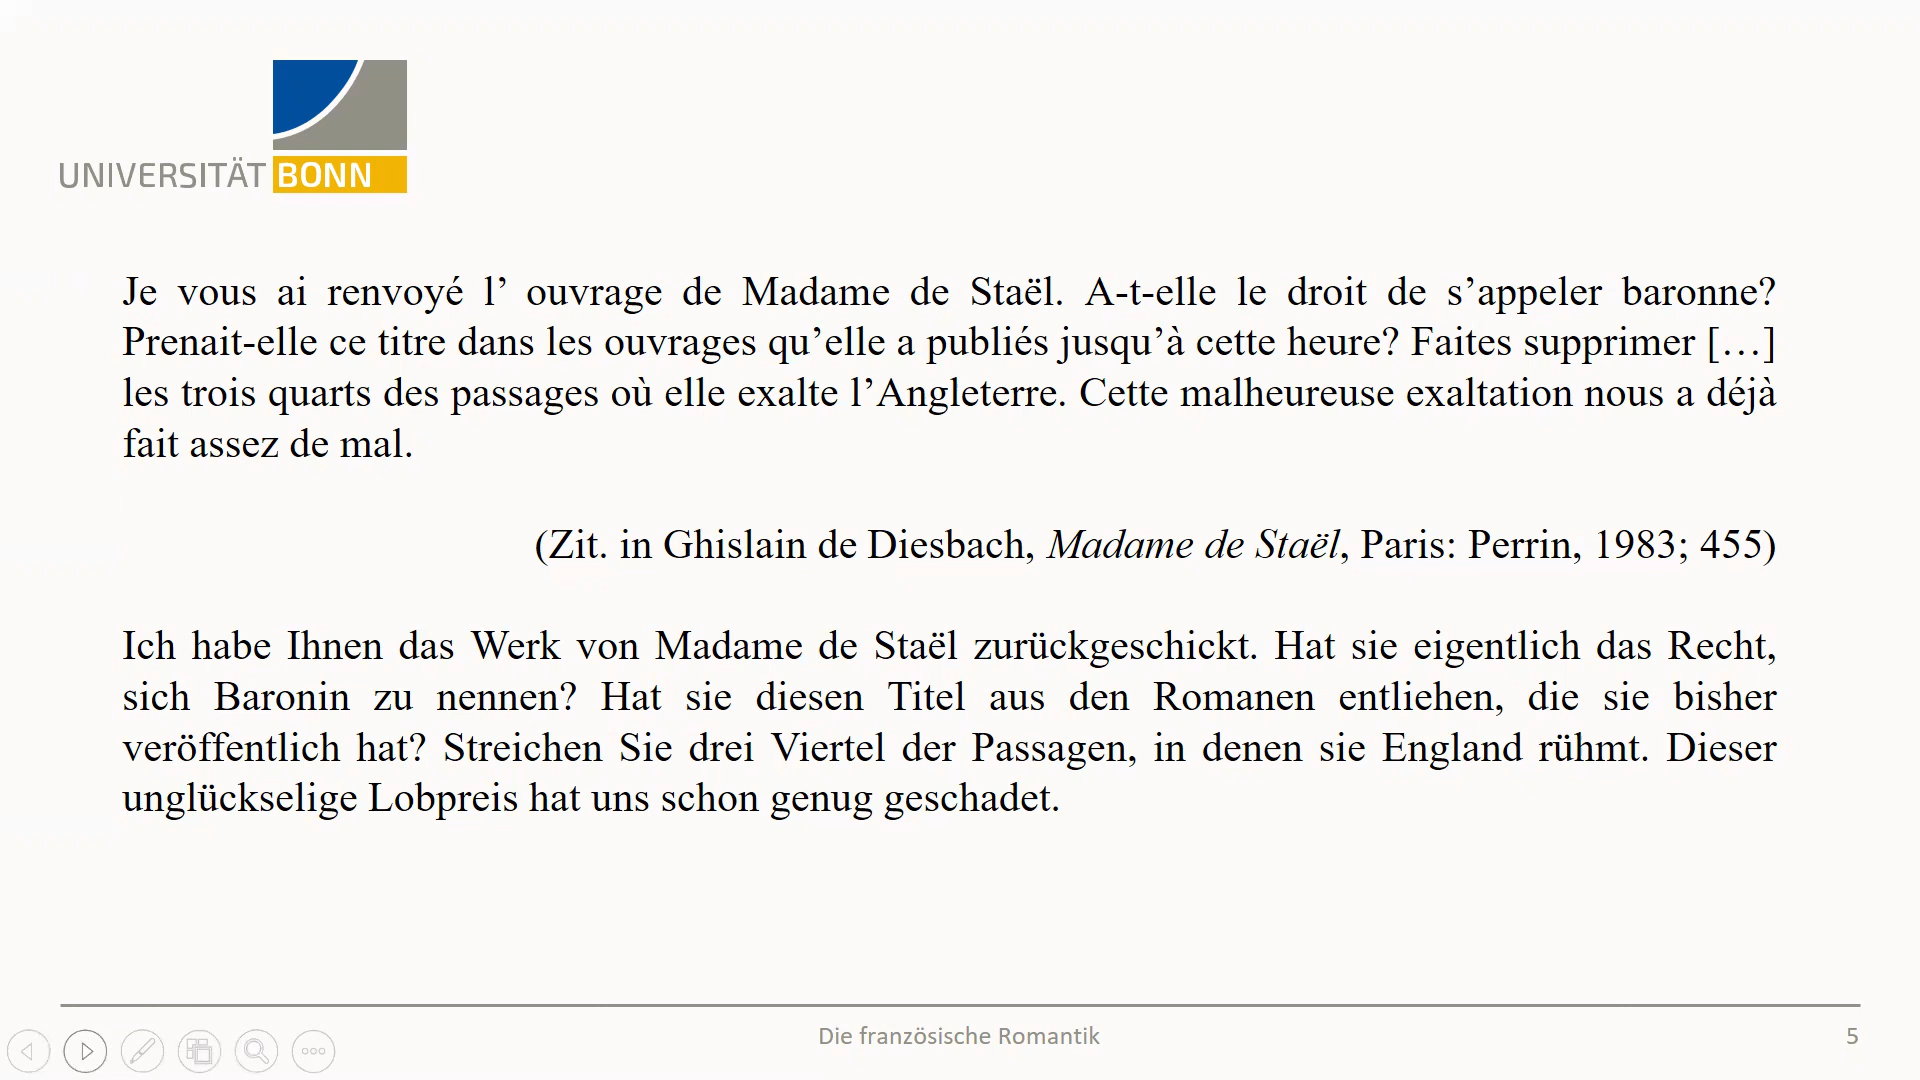 UNIVERSITÄT BONN
Je vous ai renvoyé l’ ouvrage de Madame de Staël. A-t-elle le droit de s’appeler baronne?
Prenait-elle ce titre dans les ouvrages qu’elle a publiés jusqu’à cette heure? Faites supprimer […]
les trois quarts des passages où elle exalte l’Angleterre. Cette malheureuse exaltation nous a déjà
fait assez de mal.
(Zit. in Ghislain de Diesbach, Madame de Staël, Paris: Perrin, 1983; 455)
Ich habe Ihnen das Werk von Madame de Staël zurückgeschickt. Hat sie eigentlich das Recht,
sich Baronin zu nennen? Hat sie diesen Titel aus den Romanen entliehen, die sie bisher
veröffentlich hat? Streichen Sie drei Viertel der Passagen, in denen sie England rühmt. Dieser
unglückselige Lobpreis hat uns schon genug geschadet.
Die französische Romantik
5